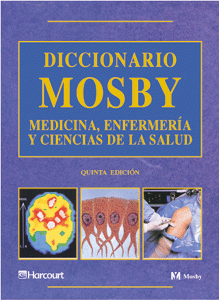 DICCIONARIO
MOSBY
MEDICINA, ENFERMERÍA
Y CIENCIAS DE LA SALUD
QUINTA EDICIÓN
Harcourt
M Mosby